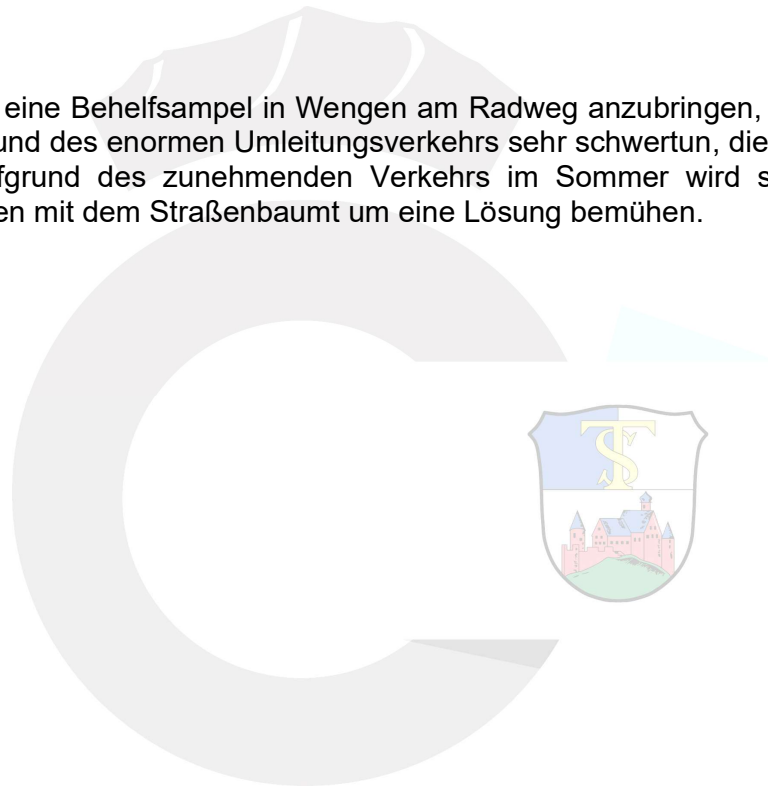 eine Behelfsampel in Wengen am Radweg anzubringen,
und des enormen Umleitungsverkehrs sehr schwertun, die
fgrund des zunehmenden Verkehrs im Sommer wird s
en mit dem Straßenbaumt um eine Lösung bemühen.
TS